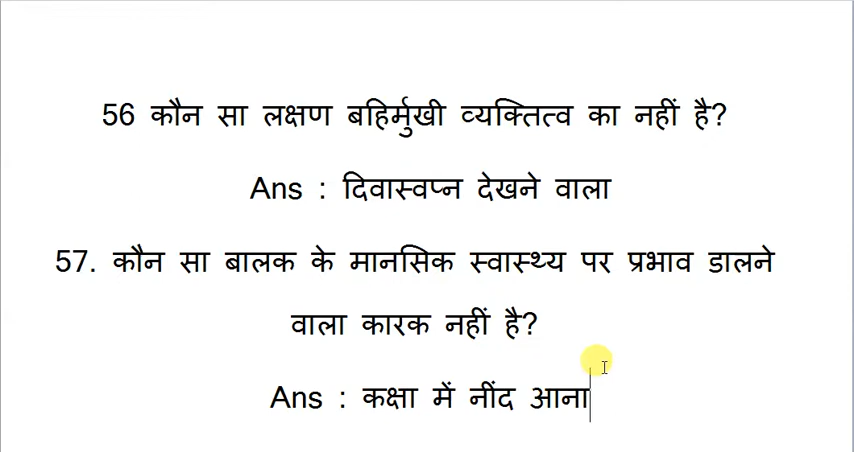 56 कौन सा लक्षण बहिर्मुखी व्यक्तित्व का नहीं है?
Ans : दिवास्वप्न देखने वाला
57. कौन सा बालक के मानसिक स्वास्थ्य पर प्रभाव डालने
वाला कारक नहीं है?
Ans : कक्षा में नींद आना